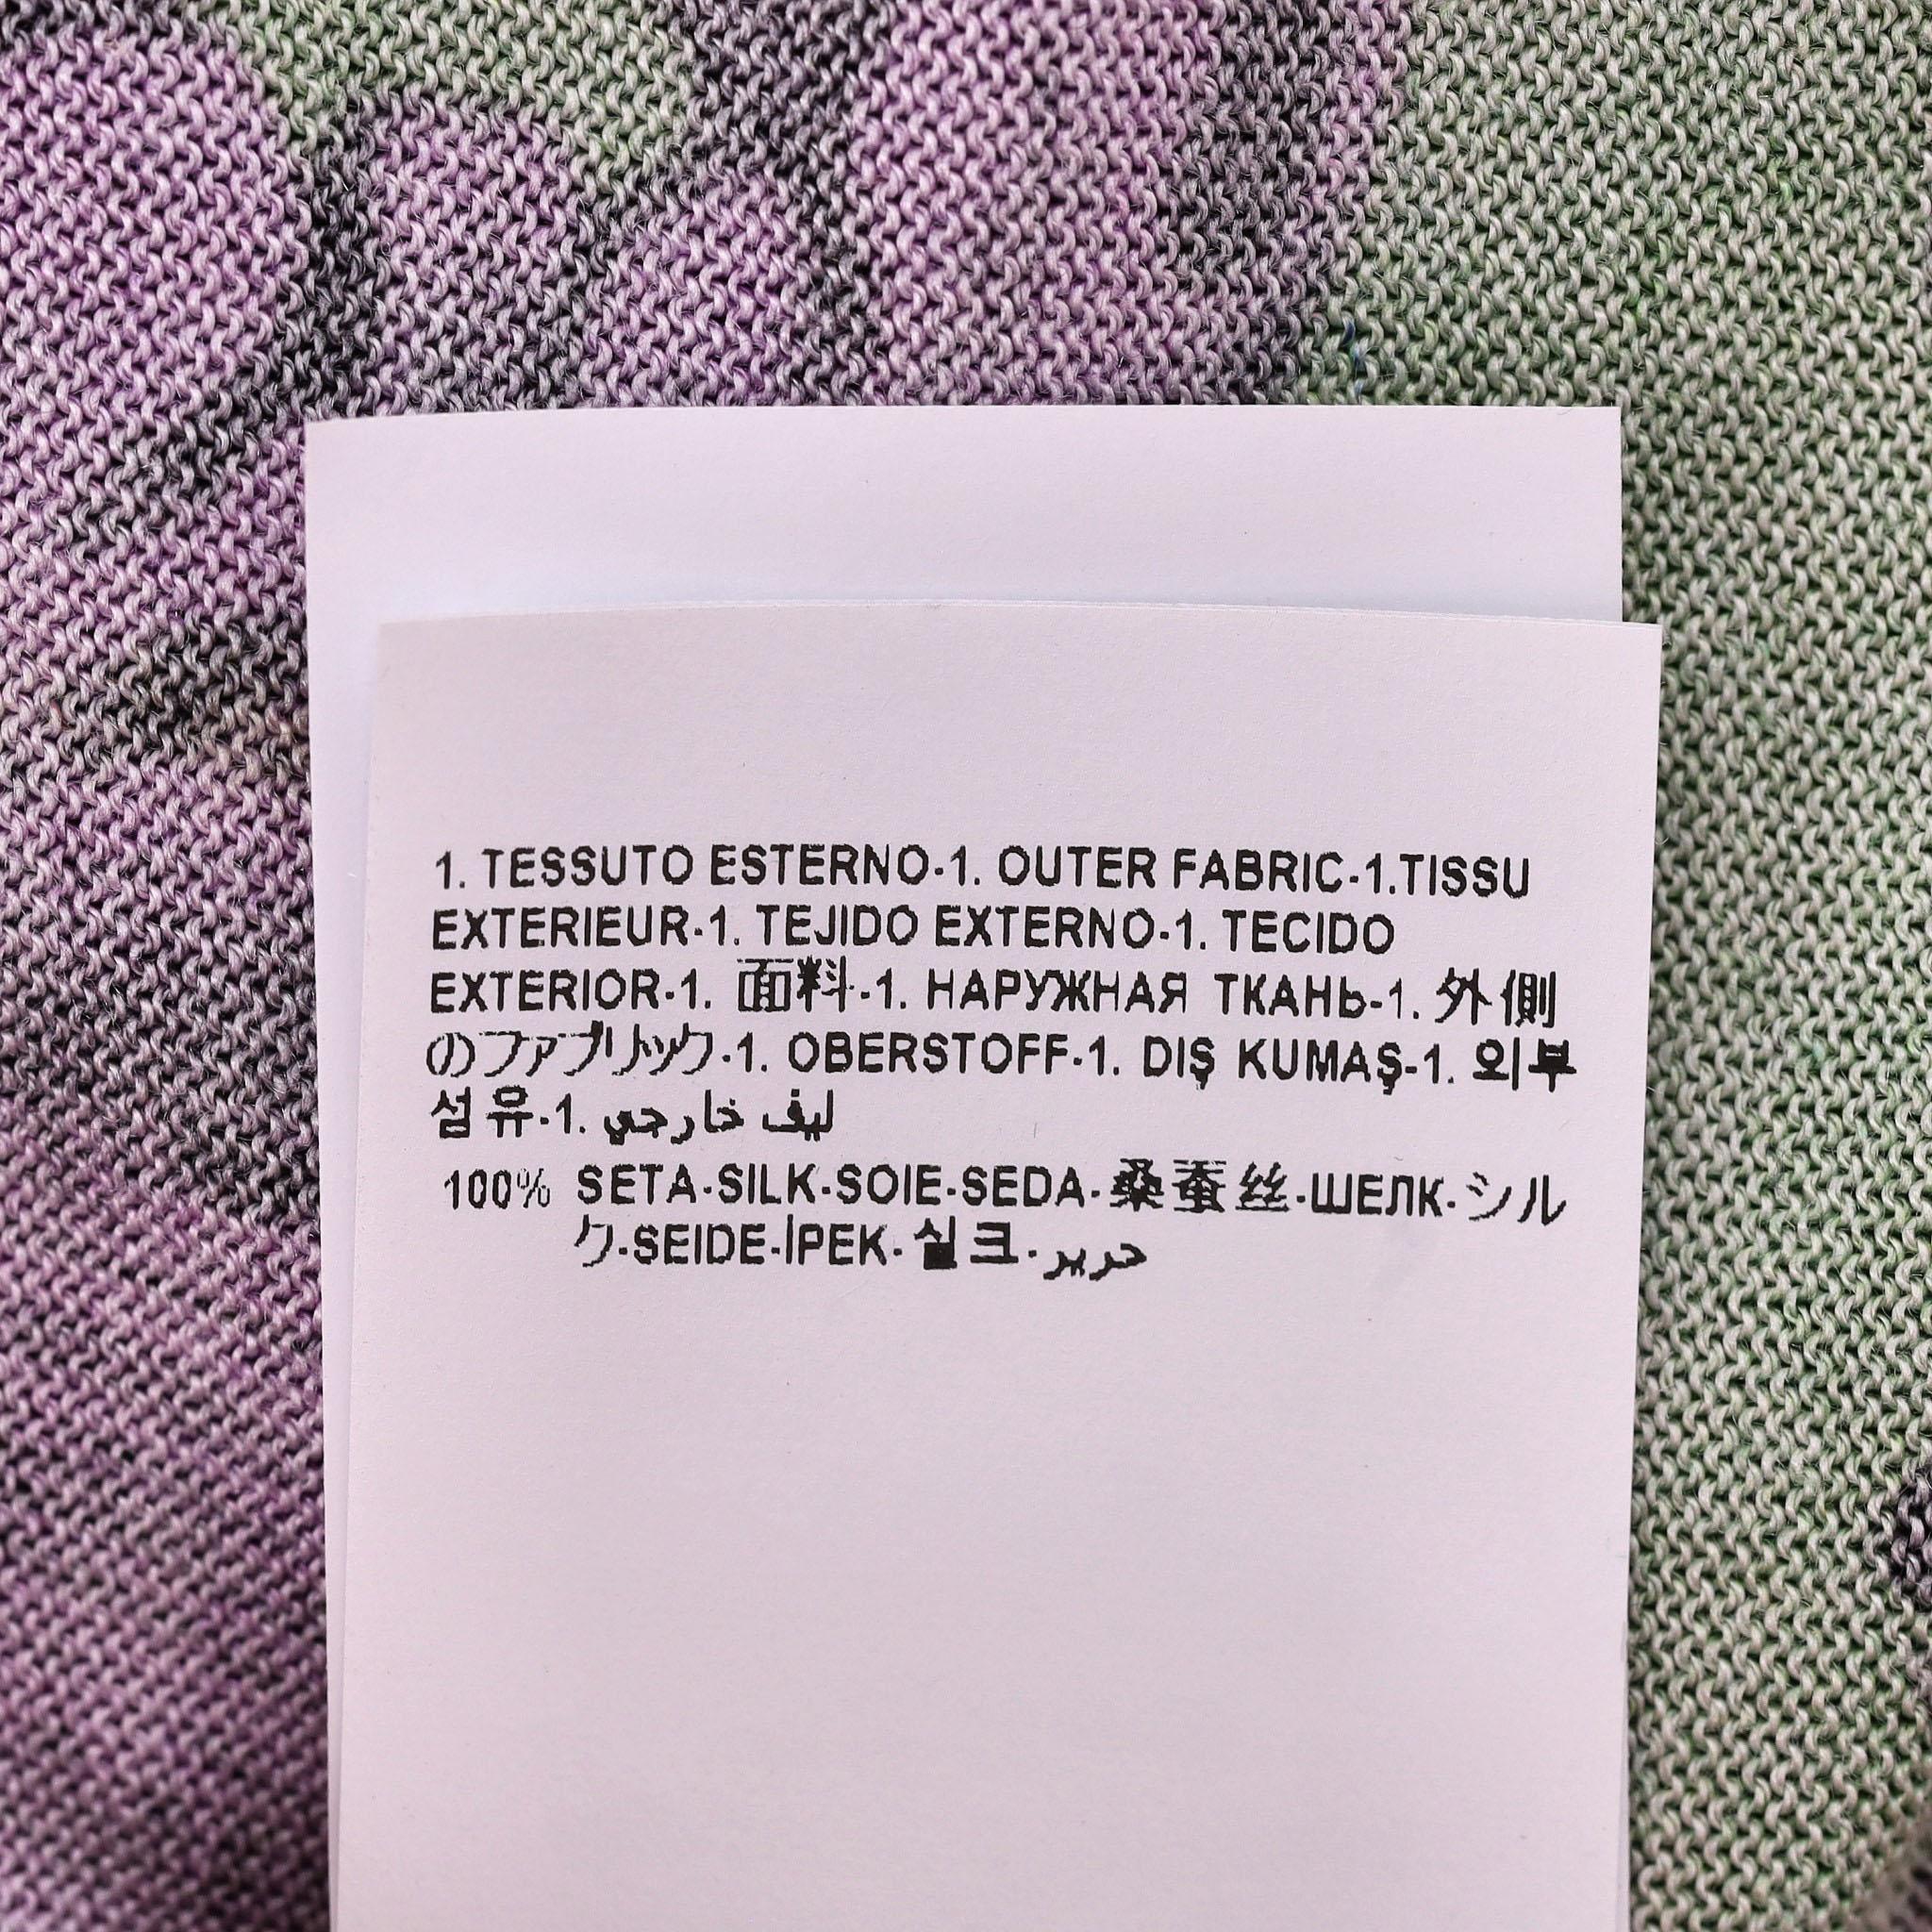 1. TESSUTO ESTERNO-1. OUTER FABRIC-1.TISSU
EXTERIEUR-1. TEJIDO EXTERNO-1. TECIDO
EXTERIOR-1. 面料-1. НАРУЖНАЯ ТКАНЬ-1. 外側
のファブリック-1. OBERSTOFF-1. DIŞ KUMAŞ-1. 외부
섬유-1. ليف خارجي
100% SETA-SILK-SOIE-SEDA-桑蚕丝-ШЕЛК-シル
ク-SEIDE-İPEK-실크-حرير